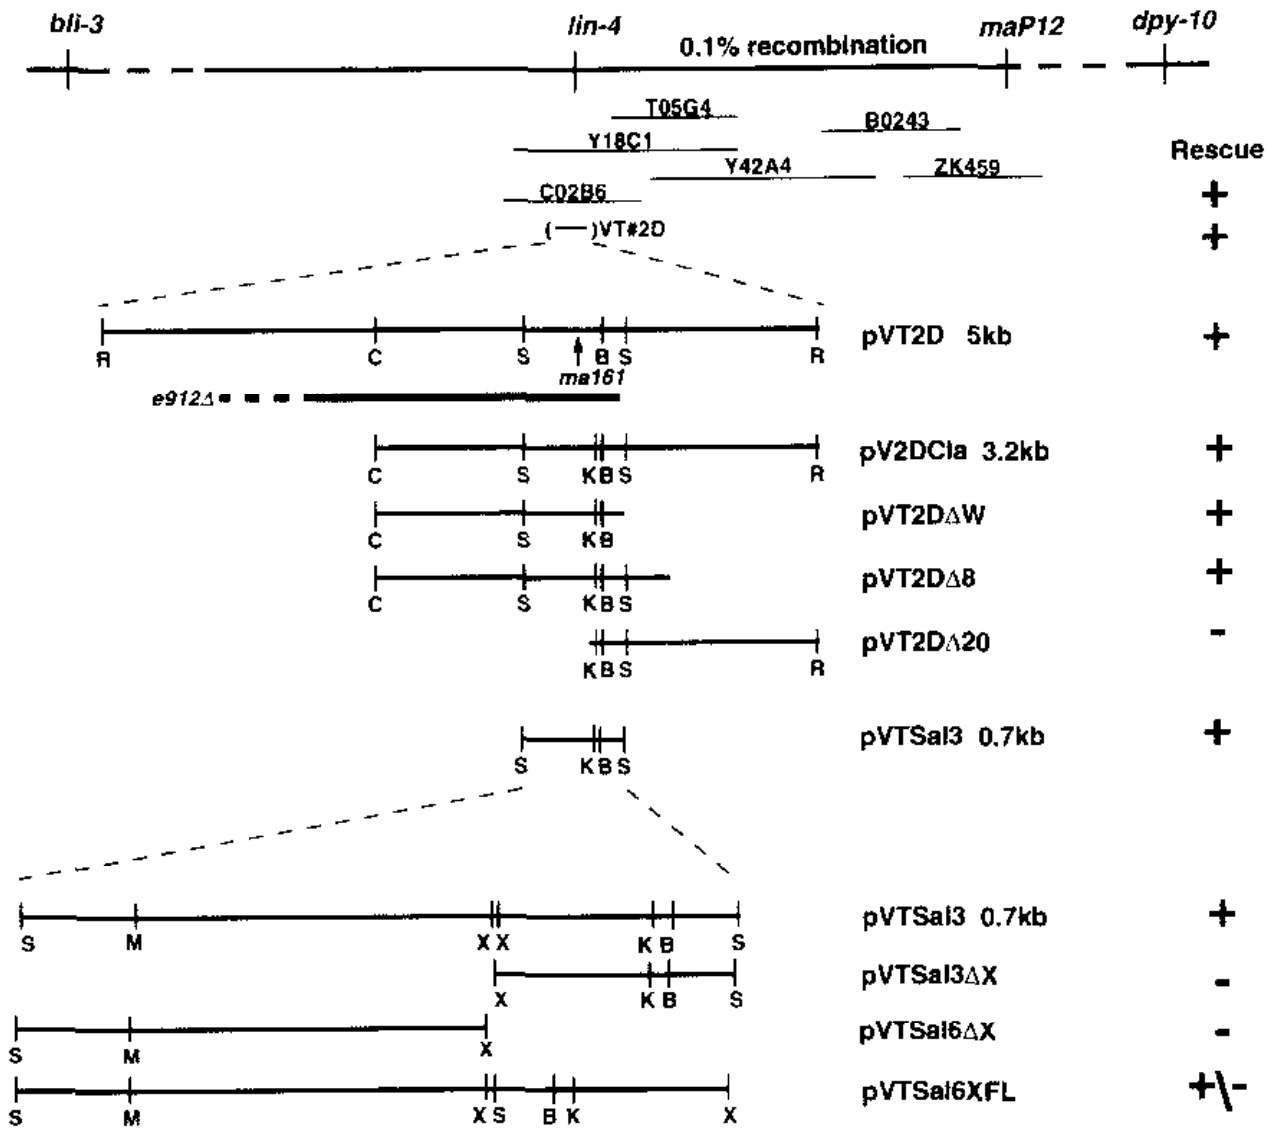 bli-3 lin-4 maP12 dpy-10
0.1% recombination
T05G4
B0243
Y18C1
Rescue
Y42A4 ZK459
C02B6 +
( — )VT#2D +
pVT2D 5kb +
R C S B S R
ma161
e912Δ
pV2DCla 3.2kb +
C S K B S R
pVT2DΔW +
C S K B
pVT2DΔ8 +
C S K B S
pVT2DΔ20 -
K B S R
pVTSal3 0.7kb +
S K B S
pVTSal3 0.7kb +
S M X X K B S
pVTSal3ΔX -
X K B S
pVTSal6ΔX -
S M X
pVTSal6XFL +\-
S M X S B K X